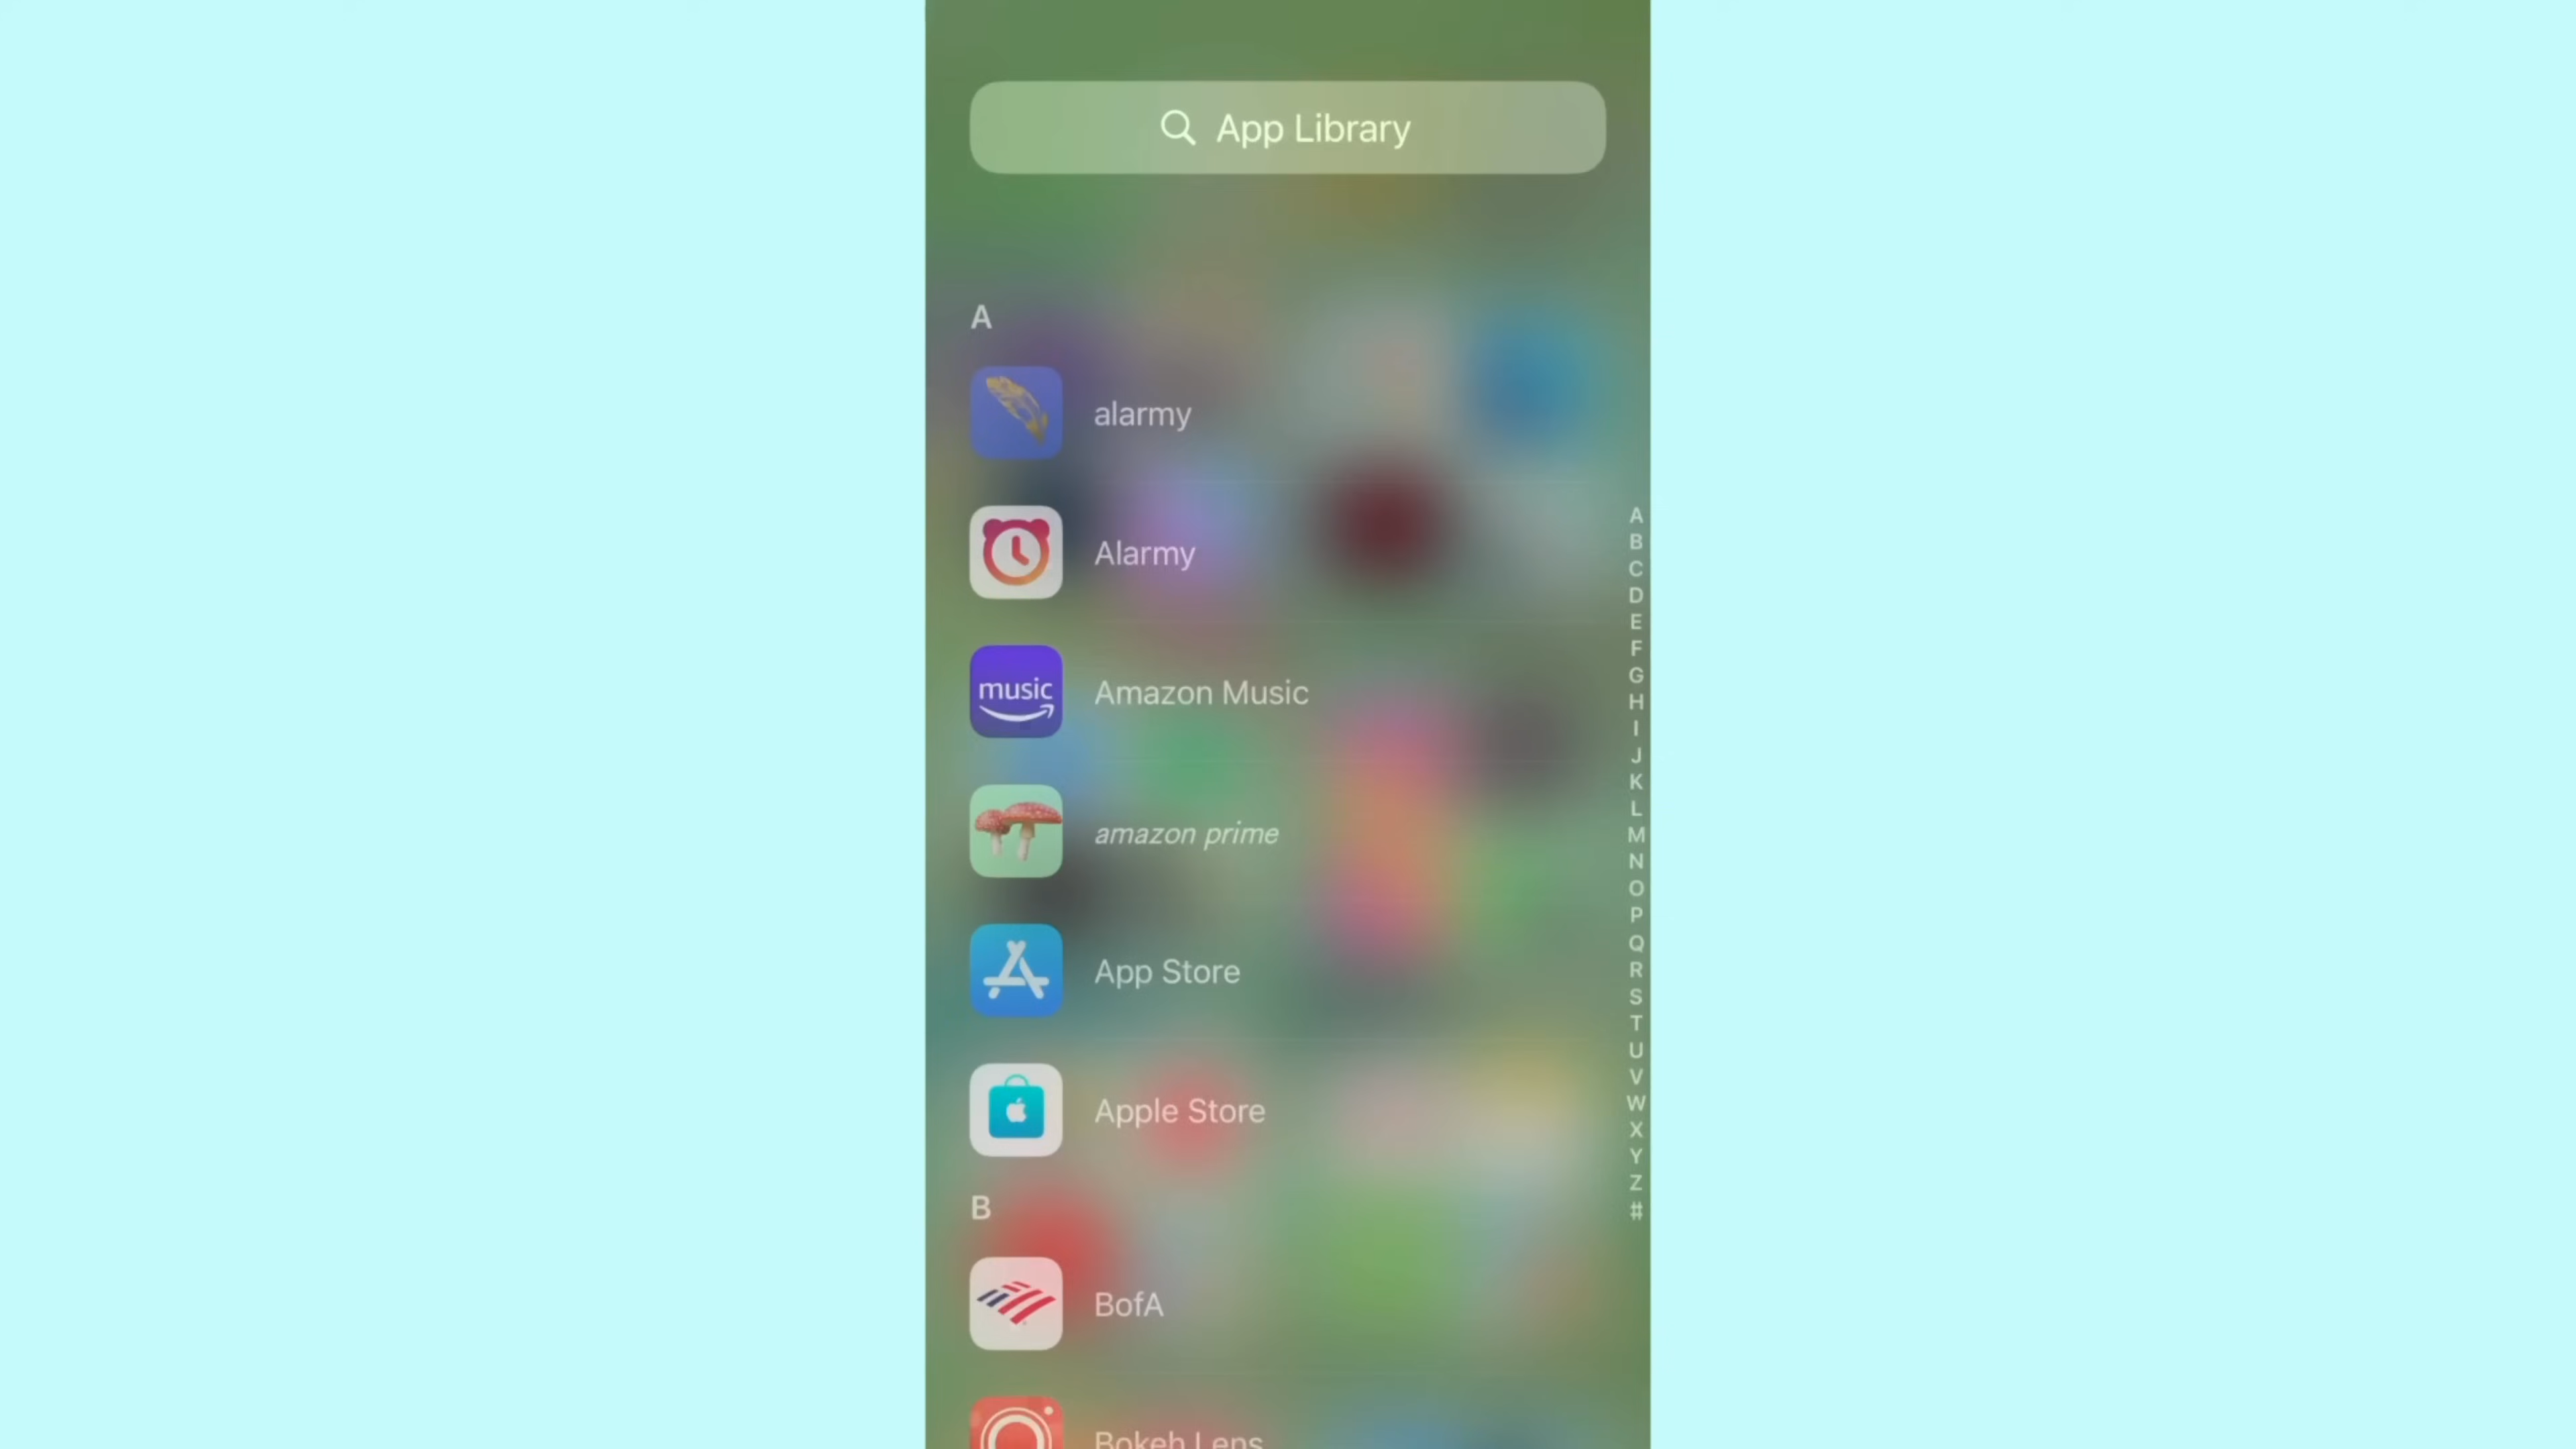 App Library
A
alarmy
Alarmy
music
Amazon Music
amazon prime
App Store
Apple Store
B
BofA
Bokeh Lens
A
B
C
D
E
F
G
H
I
J
K
L
M
N
O
P
Q
R
S
T
U
V
W
X
Y
Z
#